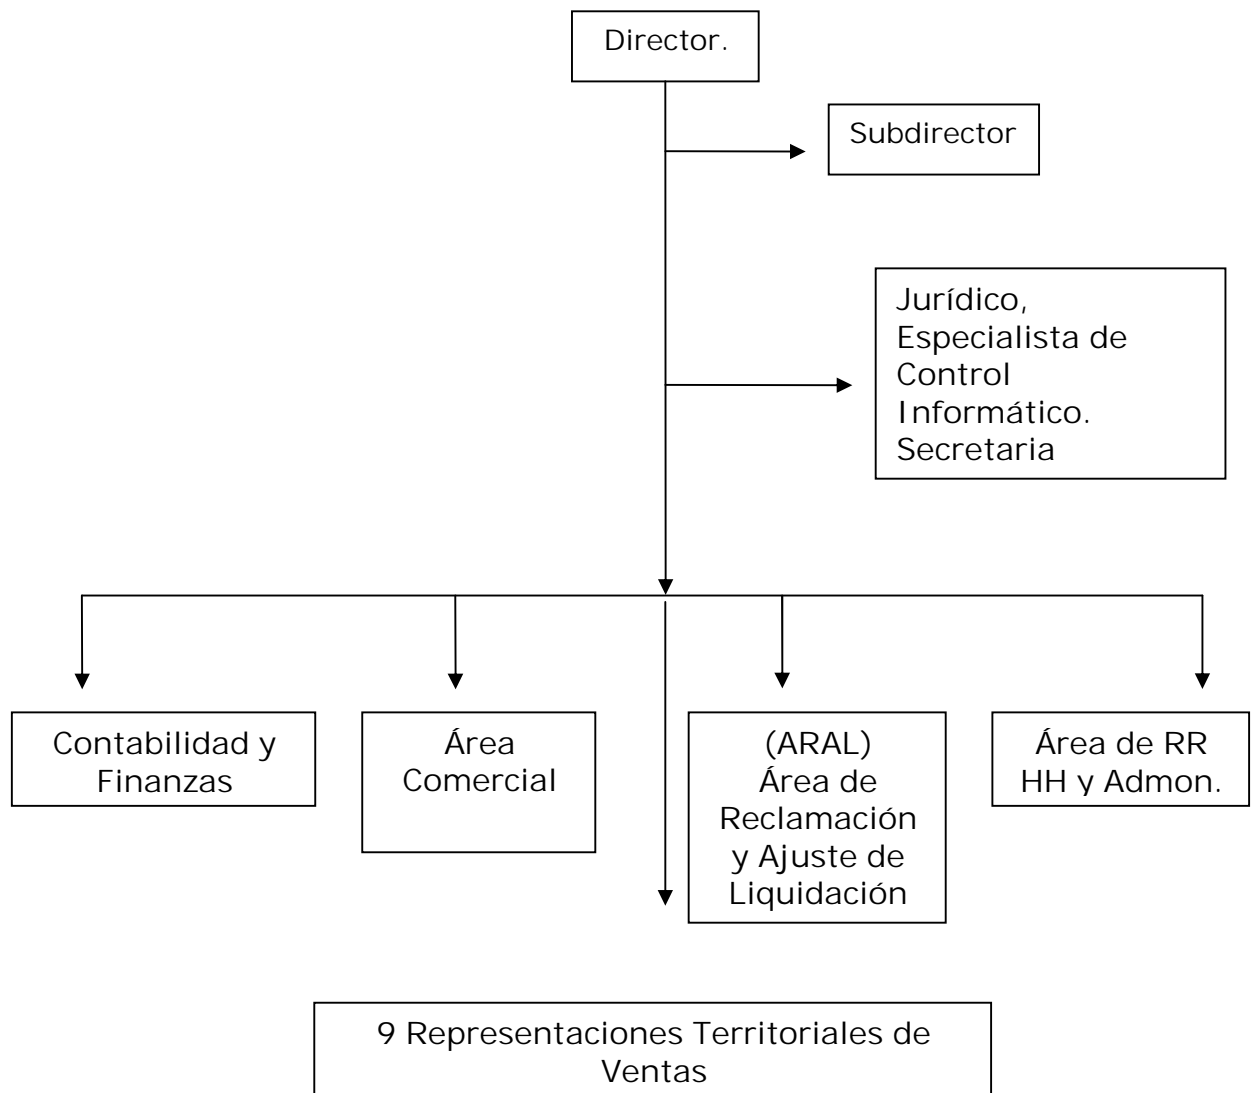 Director.
Subdirector
Jurídico,
Especialista de
Control
Informático.
Secretaria
Contabilidad y
Finanzas
Área
Comercial
(ARAL)
Área de
Reclamación
y Ajuste de
Liquidación
Área de RR
HH y Admon.
9 Representaciones Territoriales de
Ventas